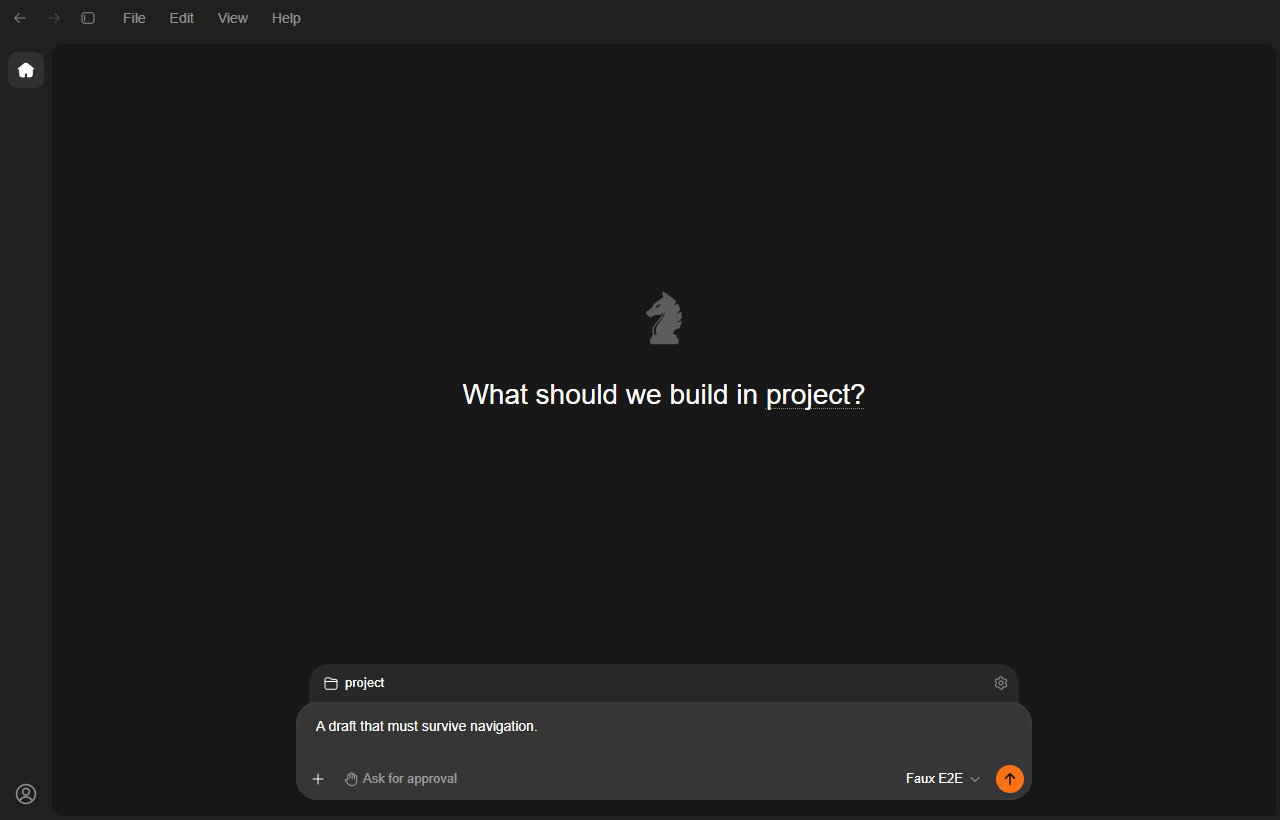 File Edit View Help
What should we build in project?
project
A draft that must survive navigation.
Ask for approval Faux E2E